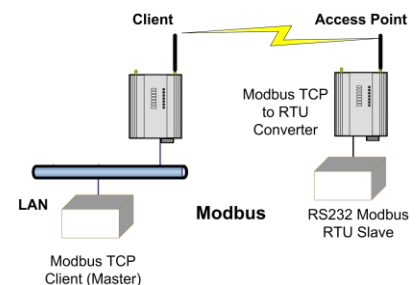 Client
Access Point
Modbus TCP
to RTU
Converter
LAN
Modbus
RS232 Modbus
RTU Slave
Modbus TCP
Client (Master)